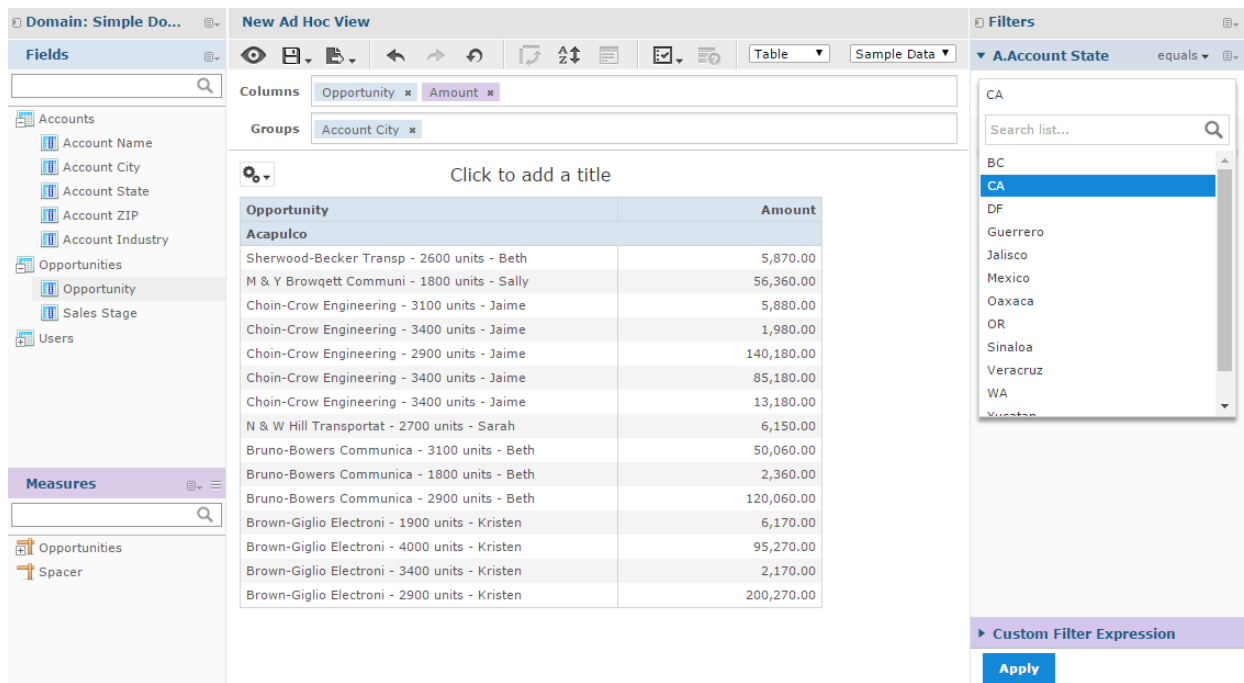 Domain: Simple Do...
Fields
Accounts
Account Name
Account City
Account State
Account ZIP
Account Industry
Opportunities
Opportunity
Sales Stage
Users
Measures
Opportunities
Spacer
New Ad Hoc View
Table
Sample Data
Columns Opportunity x Amount x
Groups Account City x
Click to add a title
Opportunity Amount
Acapulco
Sherwood-Becker Transp - 2600 units - Beth 5,870.00
M & Y Browqett Communi - 1800 units - Sally 56,360.00
Choin-Crow Engineering - 3100 units - Jaime 5,880.00
Choin-Crow Engineering - 3400 units - Jaime 1,980.00
Choin-Crow Engineering - 2900 units - Jaime 140,180.00
Choin-Crow Engineering - 3400 units - Jaime 85,180.00
Choin-Crow Engineering - 3400 units - Jaime 13,180.00
N & W Hill Transportat - 2700 units - Sarah 6,150.00
Bruno-Bowers Communica - 3100 units - Beth 50,060.00
Bruno-Bowers Communica - 1800 units - Beth 2,360.00
Bruno-Bowers Communica - 2900 units - Beth 120,060.00
Brown-Giglio Electroni - 1900 units - Kristen 6,170.00
Brown-Giglio Electroni - 4000 units - Kristen 95,270.00
Brown-Giglio Electroni - 3400 units - Kristen 2,170.00
Brown-Giglio Electroni - 2900 units - Kristen 200,270.00
Filters
A.Account State equals
CA
Search list...
BC
CA
DF
Guerrero
Jalisco
Mexico
Oaxaca
OR
Sinaloa
Veracruz
WA
Yucatan
Custom Filter Expression
Apply